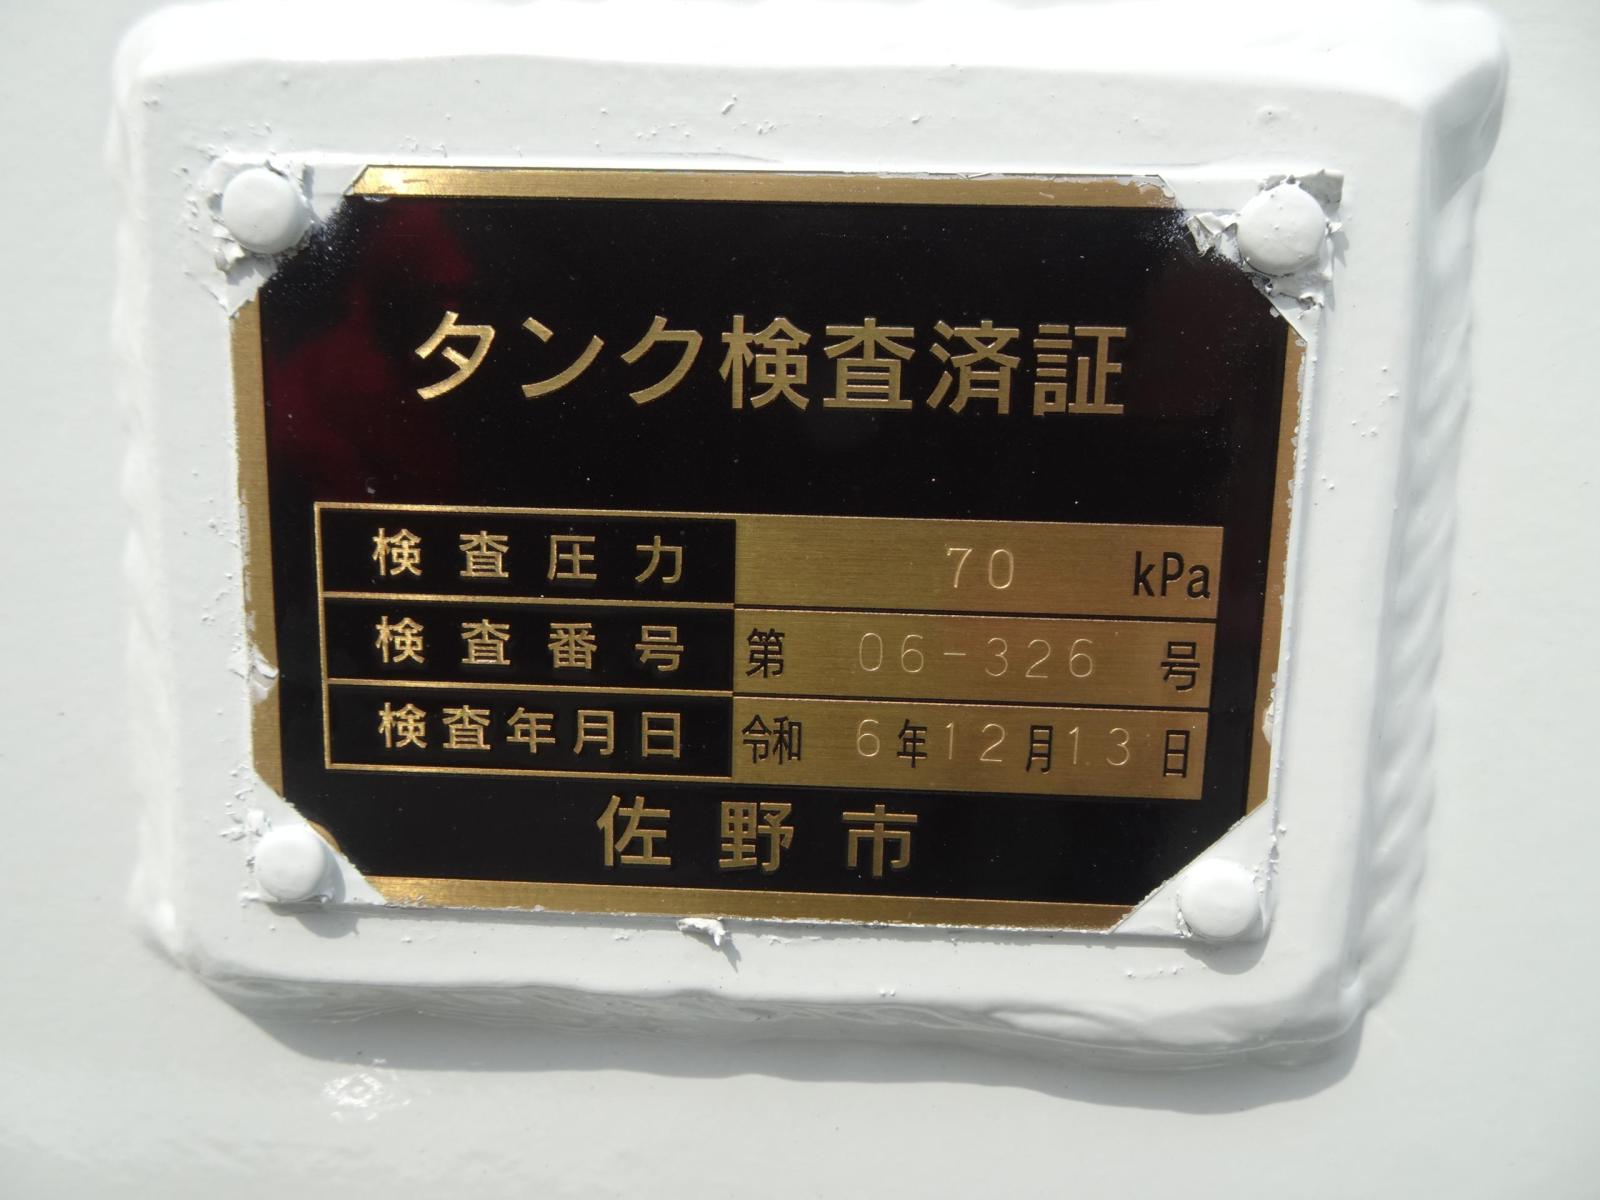 タンク検査済証
検査圧力 70 kPa
検査番号 第 06-326 号
検査年月日 令和 6年12月13日
佐野市